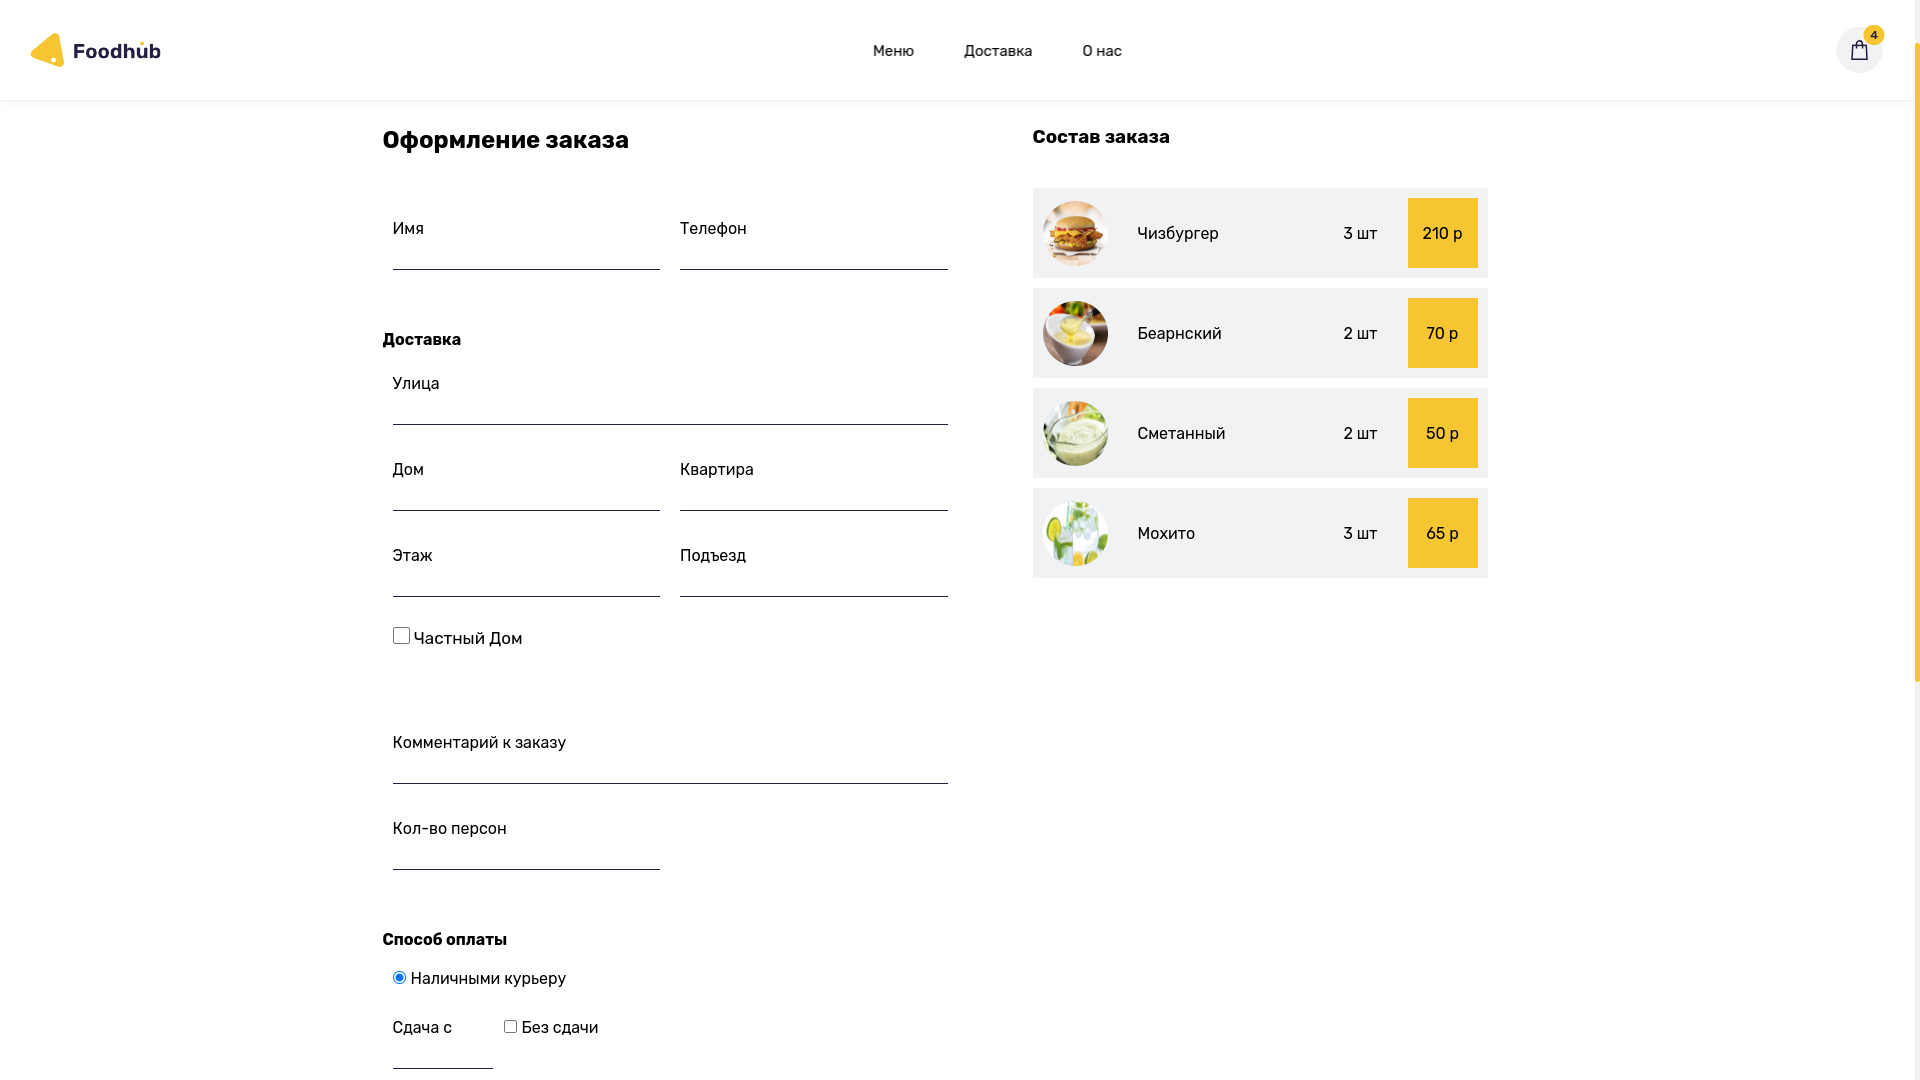 Foodhub
Меню
Доставка
О нас
4
Оформление заказа
Имя
Телефон
Доставка
Улица
Дом
Квартира
Этаж
Подъезд
Частный Дом
Комментарий к заказу
Кол-во персон
Способ оплаты
Наличными курьеру
Сдача с
Без сдачи
Состав заказа
Чизбургер 3 шт 210 р
Беарнский 2 шт 70 р
Сметанный 2 шт 50 р
Мохито 3 шт 65 р